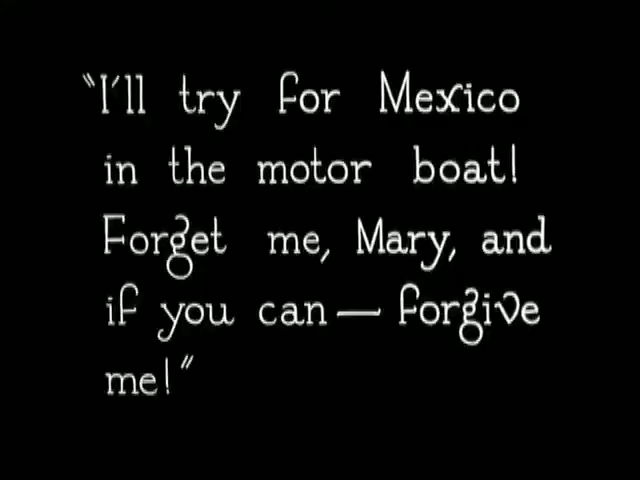 "I'll try for Mexico
in the motor boat!
Forget me, Mary, and
if you can — forgive
me!"